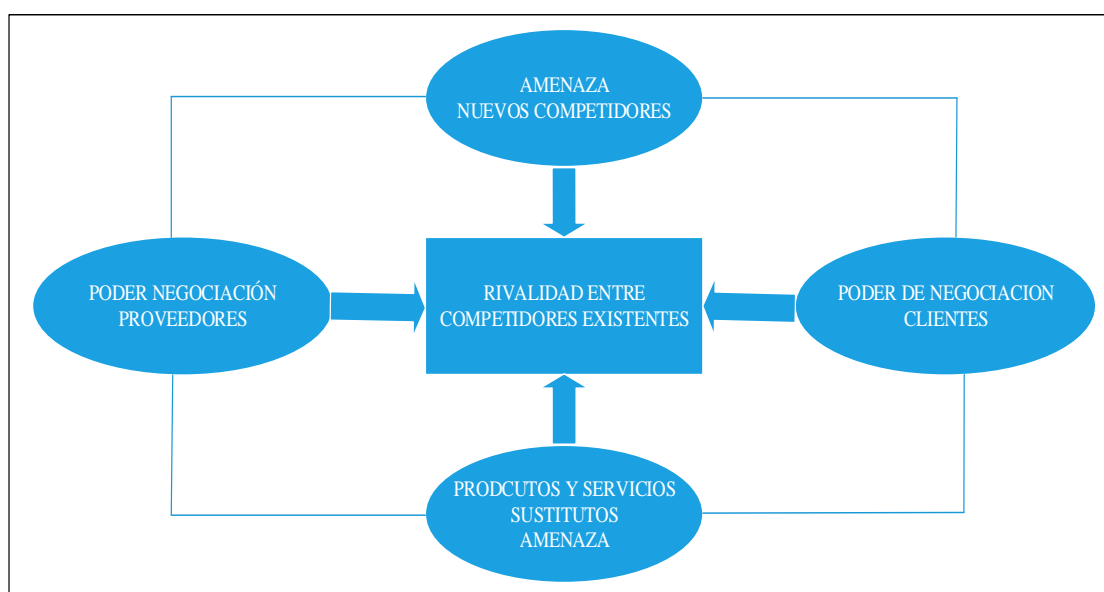 AMENAZA
NUEVOS COMPETIDORES
PODER NEGOCIACIÓN
PROVEEDORES
RIVALIDAD ENTRE
COMPETIDORES EXISTENTES
PODER DE NEGOCIACION
CLIENTES
PRODCUTOS Y SERVICIOS
SUSTITUTOS
AMENAZA